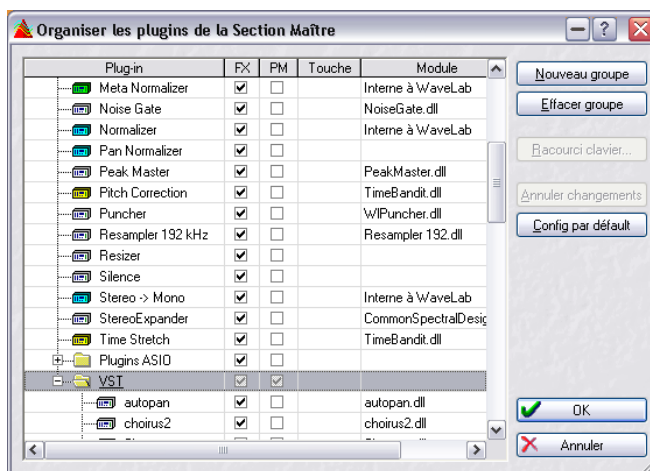 Organiser les plugins de la Section Maître
?
Plug-in FX PM Touche Module
Meta Normalizer Interne à WaveLab
Noise Gate NoiseGate.dll
Normalizer Interne à WaveLab
Pan Normalizer
Peak Master PeakMaster.dll
Pitch Correction TimeBandit.dll
Puncher WIPuncher.dll
Resampler 192 kHz Resampler 192.dll
Resizer
Silence
Stereo -> Mono Interne à WaveLab
StereoExpander CommonSpectralDesig
Time Stretch TimeBandit.dll
Plugins ASIO
VST
autopan autopan.dll
choirus2 choirus2.dll
Nouveau groupe
Effacer groupe
Racourci clavier...
Annuler changements
Config par défault
OK
Annuler